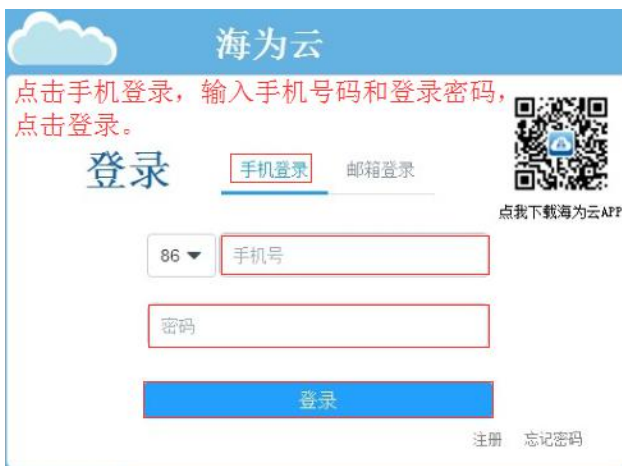 海为云
点击手机登录，输入手机号码和登录密码，
点击登录。
登录 手机登录 邮箱登录
点我下载海为云APP
86 手机号
密码
登录
注册 忘记密码